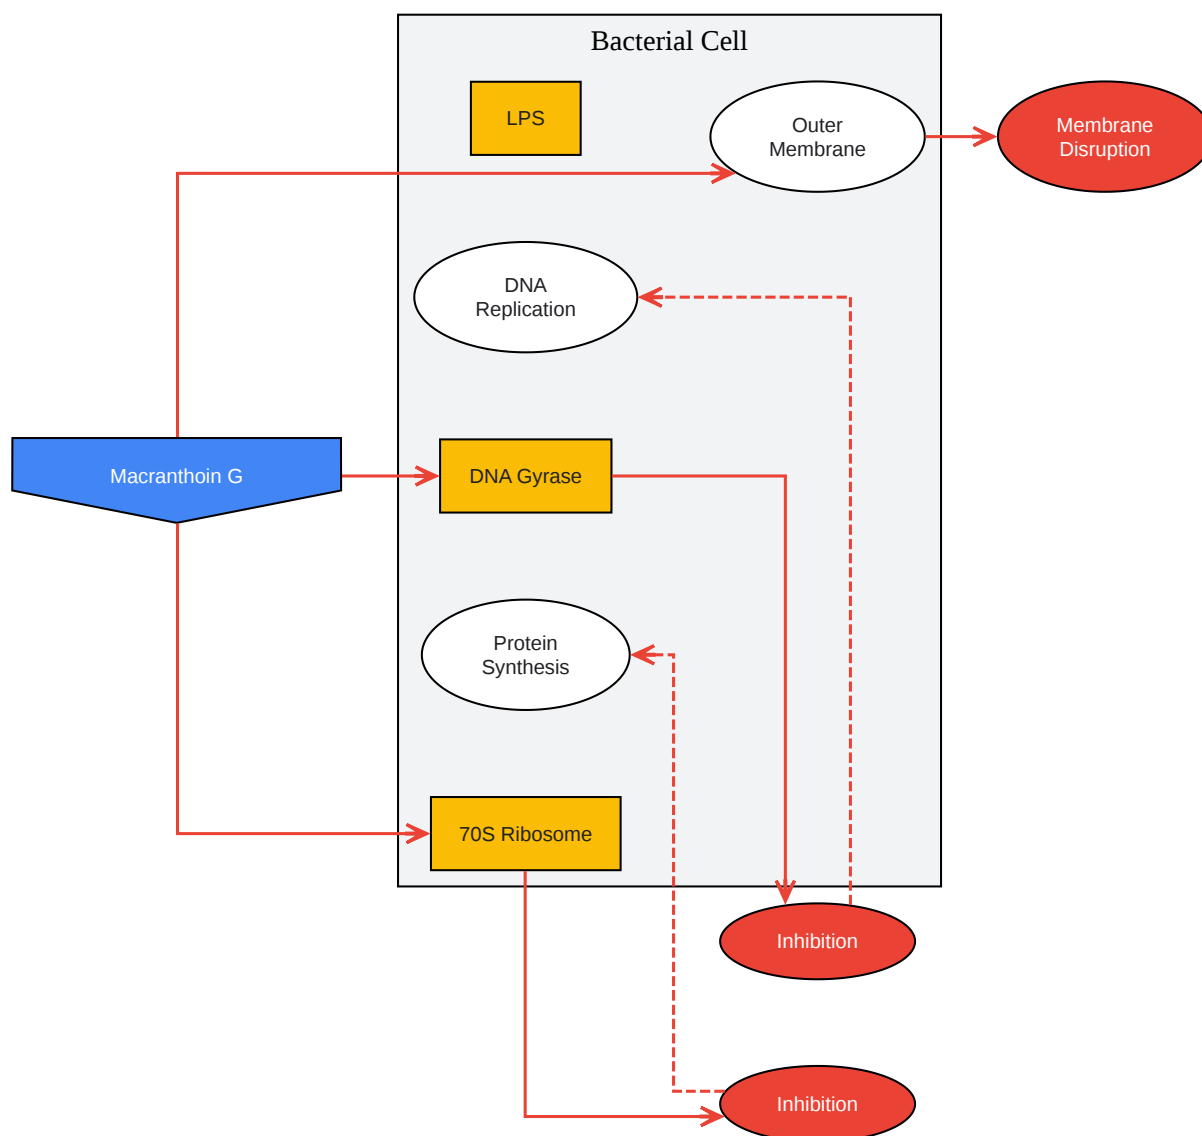 Bacterial Cell
LPS
Outer
Membrane
Membrane
Disruption
DNA
Replication
Macranthoin G
DNA Gyrase
Protein
Synthesis
70S Ribosome
Inhibition
Inhibition